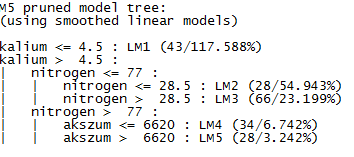 M5 pruned model tree:
(using smoothed linear models)
kalium <= 4.5 : LM1 (43/117.588%)
kalium >  4.5 :
|   nitrogen <= 77 :
|   |   nitrogen <= 28.5 : LM2 (28/54.943%)
|   |   nitrogen >  28.5 : LM3 (66/23.199%)
|   nitrogen >  77 :
|   |   akszum <= 6620 : LM4 (34/6.742%)
|   |   akszum >  6620 : LM5 (28/3.242%)